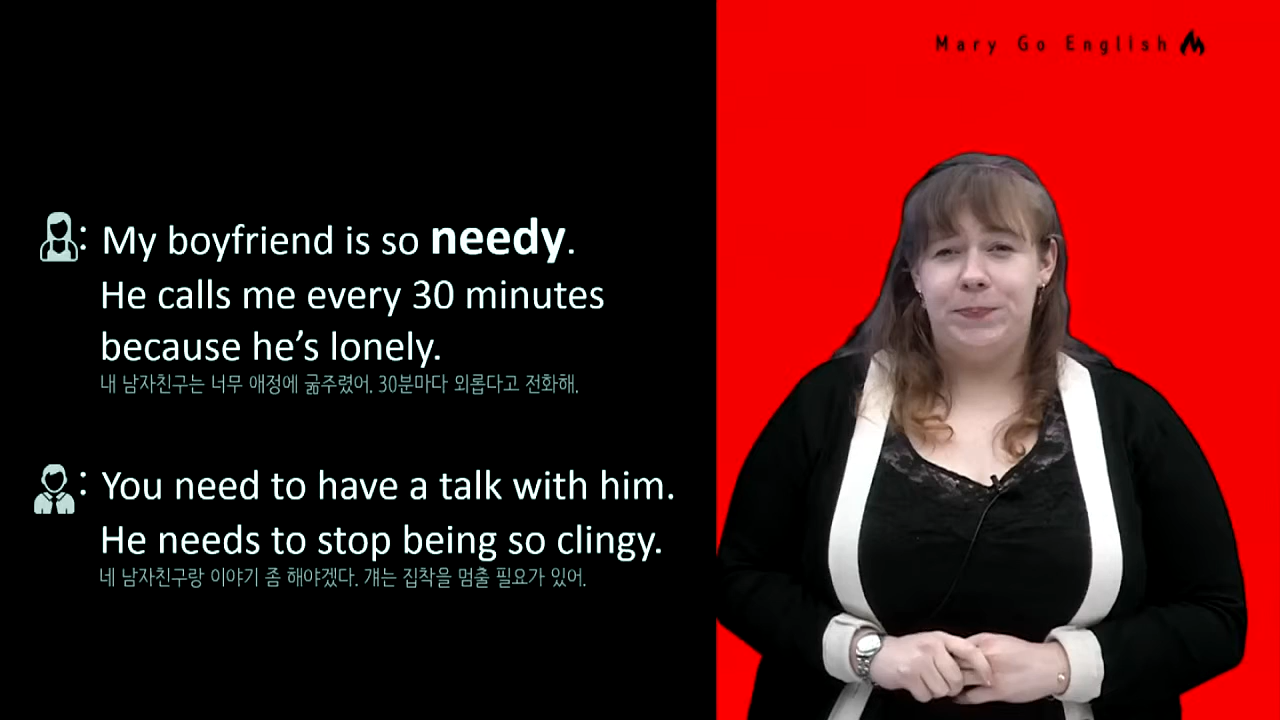 Mary Go English
: My boyfriend is so needy.
He calls me every 30 minutes
because he's lonely.
내 남자친구는 너무 애정에 굶주렸어. 30분마다 외롭다고 전화해.
: You need to have a talk with him.
He needs to stop being so clingy.
네 남자친구랑 이야기 좀 해야겠다. 걔는 집착을 멈출 필요가 있어.